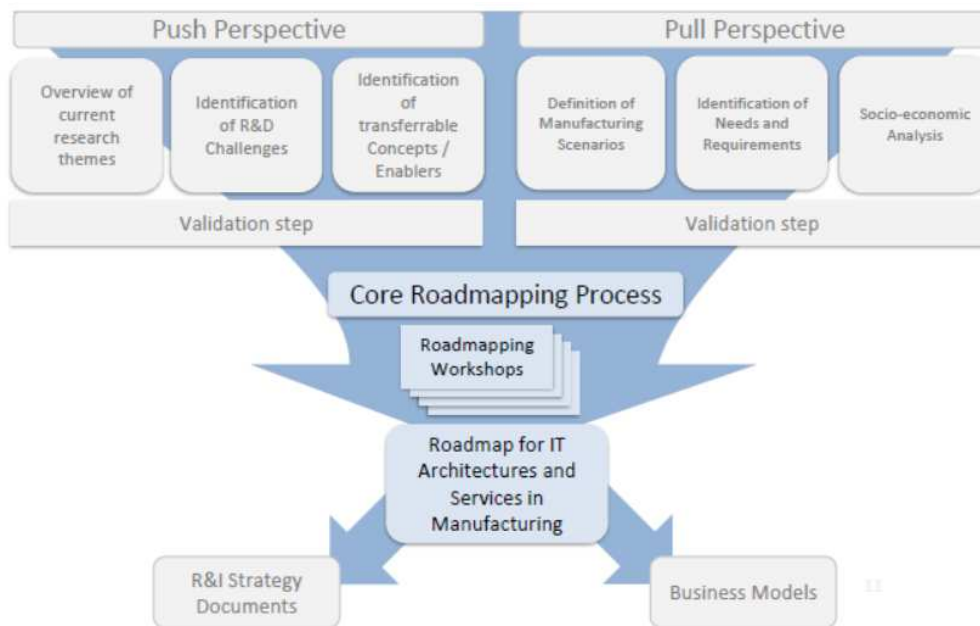 Push Perspective
Pull Perspective
Overview of
current
research
themes
Identification
of R&D
Challenges
Identification
of
transferrable
Concepts /
Enablers
Definition of
Manufacturing
Scenarios
Identification of
Needs and
Requirements
Socio-economic
Analysis
Validation step
Validation step
Core Roadmapping Process
Roadmapping
Workshops
Roadmap for IT
Architectures and
Services in
Manufacturing
R&I Strategy
Documents
Business Models